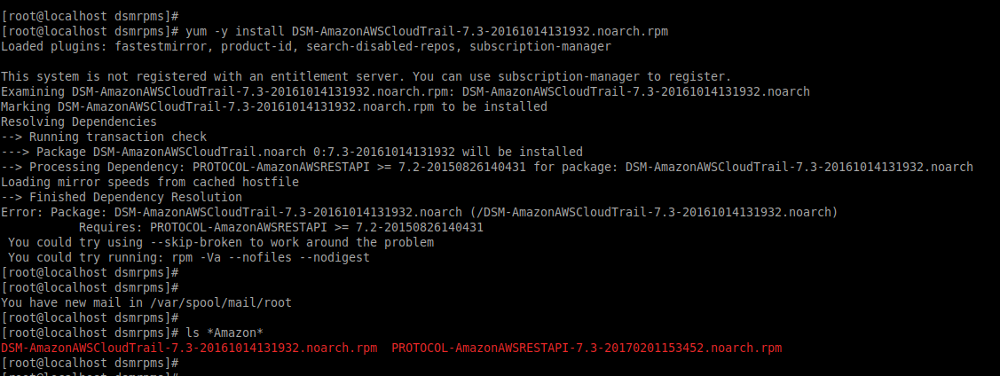 [root@localhost dsmrpms]#
[root@localhost dsmrpms]# yum -y install DSM-AmazonAWSCloudTrail-7.3-20161014131932.noarch.rpm
Loaded plugins: fastestmirror, product-id, search-disabled-repos, subscription-manager
This system is not registered with an entitlement server. You can use subscription-manager to register.
Examining DSM-AmazonAWSCloudTrail-7.3-20161014131932.noarch.rpm: DSM-AmazonAWSCloudTrail-7.3-20161014131932.noarch
Marking DSM-AmazonAWSCloudTrail-7.3-20161014131932.noarch.rpm to be installed
Resolving Dependencies
--> Running transaction check
---> Package DSM-AmazonAWSCloudTrail.noarch 0:7.3-20161014131932 will be installed
--> Processing Dependency: PROTOCOL-AmazonAWSRESTAPI >= 7.2-20150826140431 for package: DSM-AmazonAWSCloudTrail-7.3-20161014131932.noarch
Loading mirror speeds from cached hostfile
--> Finished Dependency Resolution
Error: Package: DSM-AmazonAWSCloudTrail-7.3-20161014131932.noarch (/DSM-AmazonAWSCloudTrail-7.3-20161014131932.noarch)
Requires: PROTOCOL-AmazonAWSRESTAPI >= 7.2-20150826140431
You could try using --skip-broken to work around the problem
You could try running: rpm -Va --nofiles --nodigest
[root@localhost dsmrpms]#
[root@localhost dsmrpms]#
You have new mail in /var/spool/mail/root
[root@localhost dsmrpms]#
[root@localhost dsmrpms]# ls *Amazon*
DSM-AmazonAWSCloudTrail-7.3-20161014131932.noarch.rpm PROTOCOL-AmazonAWSRESTAPI-7.3-20170201153452.noarch.rpm
[root@localhost dsmrpms]#
[root@localhost dsmrpms]#